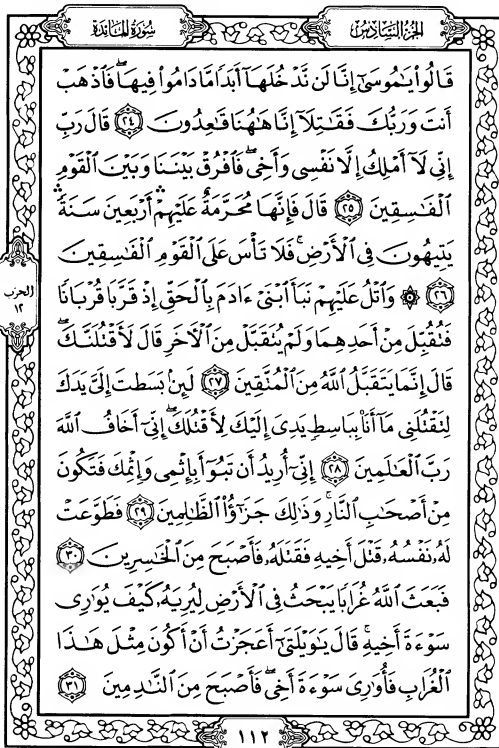 الجزء السادس
سورة المائدة
قَالُوا۟ يَٰمُوسَىٰٓ إِنَّا لَن نَّدْخُلَهَآ أَبَدًا مَّا دَامُوا۟ فِيهَا ۖ فَٱذْهَبْ
أَنتَ وَرَبُّكَ فَقَٰتِلَآ إِنَّا هَٰهُنَا قَٰعِدُونَ ٢٤ قَالَ رَبِّ
إِنِّى لَآ أَمْلِكُ إِلَّا نَفْسِى وَأَخِى ۖ فَٱفْرُقْ بَيْنَنَا وَبَيْنَ ٱلْقَوْمِ
ٱلْفَٰسِقِينَ ٢٥ قَالَ فَإِنَّهَا مُحَرَّمَةٌ عَلَيْهِمْ ۛ أَرْبَعِينَ سَنَةً ۛ
يَتِيهُونَ فِى ٱلْأَرْضِ ۚ فَلَا تَأْسَ عَلَى ٱلْقَوْمِ ٱلْفَٰسِقِينَ
٢٦ ۞ وَٱتْلُ عَلَيْهِمْ نَبَأَ ٱبْنَىْ ءَادَمَ بِٱلْحَقِّ إِذْ قَرَّبَا قُرْبَانًا
فَتُقُبِّلَ مِنْ أَحَدِهِمَا وَلَمْ يُتَقَبَّلْ مِنَ ٱلْءَاخَرِ قَالَ لَأَقْتُلَنَّكَ ۖ
قَالَ إِنَّمَا يَتَقَبَّلُ ٱللَّهُ مِنَ ٱلْمُتَّقِينَ ٢٧ لَئِنۢ بَسَطتَ إِلَىَّ يَدَكَ
لِتَقْتُلَنِى مَآ أَنَا۠ بِبَاسِطٍ يَدِىَ إِلَيْكَ لِأَقْتُلَكَ ۖ إِنِّىٓ أَخَافُ ٱللَّهَ
رَبَّ ٱلْعَٰلَمِينَ ٢٨ إِنِّىٓ أُرِيدُ أَن تَبُوٓأَ بِإِثْمِى وَإِثْمِكَ فَتَكُونَ
مِنْ أَصْحَٰبِ ٱلنَّارِ ۚ وَذَٰلِكَ جَزَٰٓؤُا۟ ٱلظَّٰلِمِينَ ٢٩ فَطَوَّعَتْ
لَهُۥ نَفْسُهُۥ قَتْلَ أَخِيهِ فَقَتَلَهُۥ فَأَصْبَحَ مِنَ ٱلْخَٰسِرِينَ ٣٠
فَبَعَثَ ٱللَّهُ غُرَابًا يَبْحَثُ فِى ٱلْأَرْضِ لِيُرِيَهُۥ كَيْفَ يُوَٰرِى
سَوْءَةَ أَخِيهِ ۚ قَالَ يَٰوَيْلَتَىٰٓ أَعَجَزْتُ أَنْ أَكُونَ مِثْلَ هَٰذَا
ٱلْغُرَابِ فَأُوَٰرِىَ سَوْءَةَ أَخِى ۖ فَأَصْبَحَ مِنَ ٱلنَّٰدِمِينَ ٣١
الحزب
١٢
١١٢